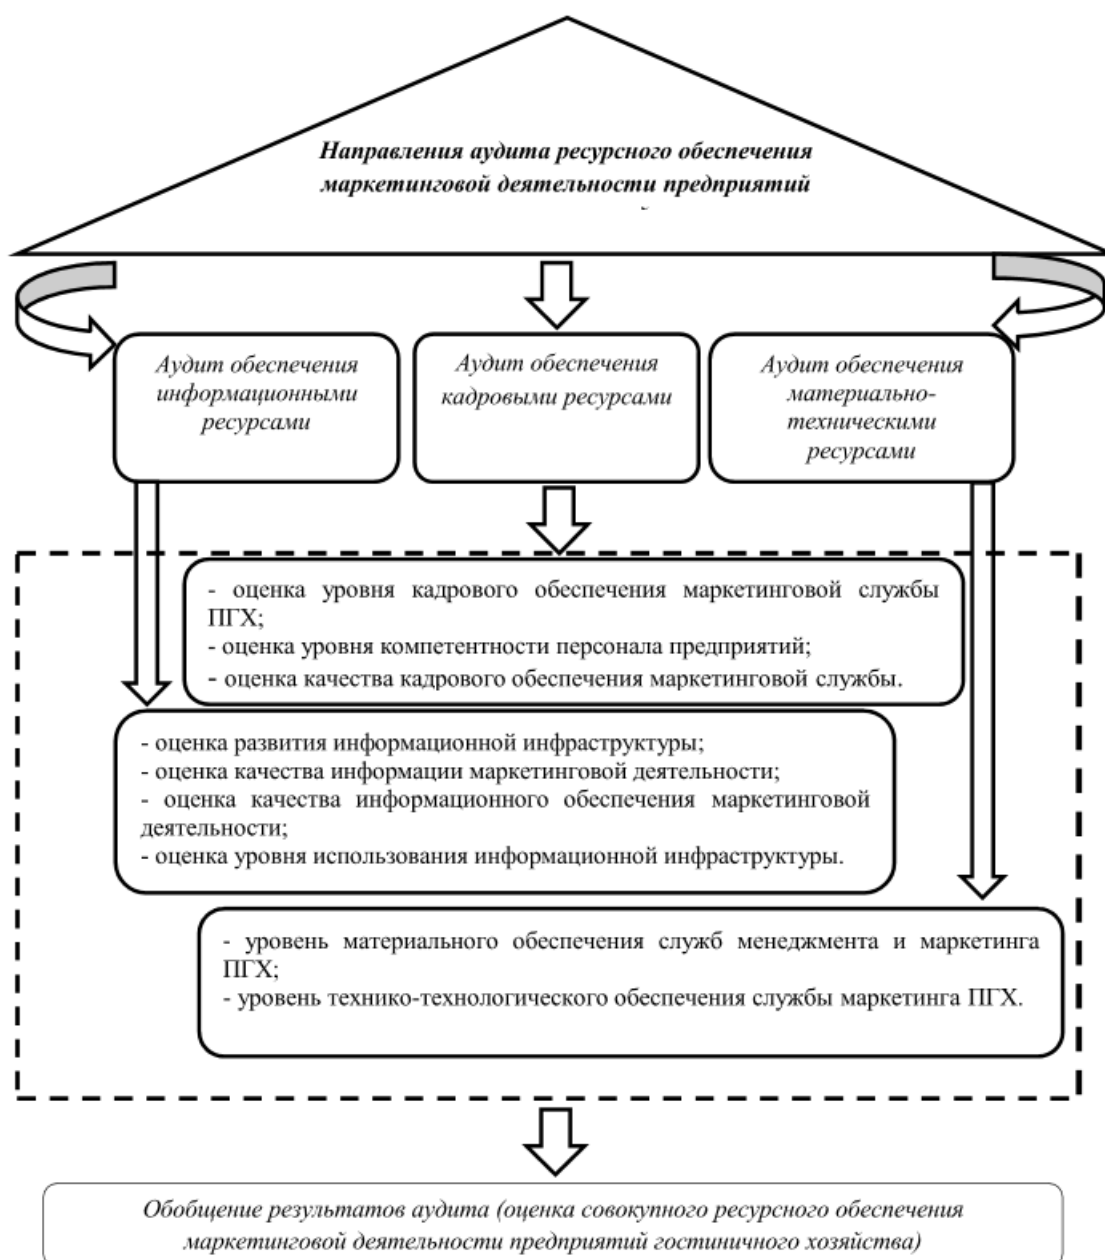 Направления аудита ресурсного обеспечения
маркетинговой деятельности предприятий
Аудит обеспечения
информационными
ресурсами
Аудит обеспечения
кадровыми ресурсами
Аудит обеспечения
материально-
техническими
ресурсами
- оценка уровня кадрового обеспечения маркетинговой службы
ПГХ;
- оценка уровня компетентности персонала предприятий;
- оценка качества кадрового обеспечения маркетинговой службы.
- оценка развития информационной инфраструктуры;
- оценка качества информации маркетинговой деятельности;
- оценка качества информационного обеспечения маркетинговой
деятельности;
- оценка уровня использования информационной инфраструктуры.
- уровень материального обеспечения служб менеджмента и маркетинга
ПГХ;
- уровень технико-технологического обеспечения службы маркетинга ПГХ.
Обобщение результатов аудита (оценка совокупного ресурсного обеспечения
маркетинговой деятельности предприятий гостиничного хозяйства)